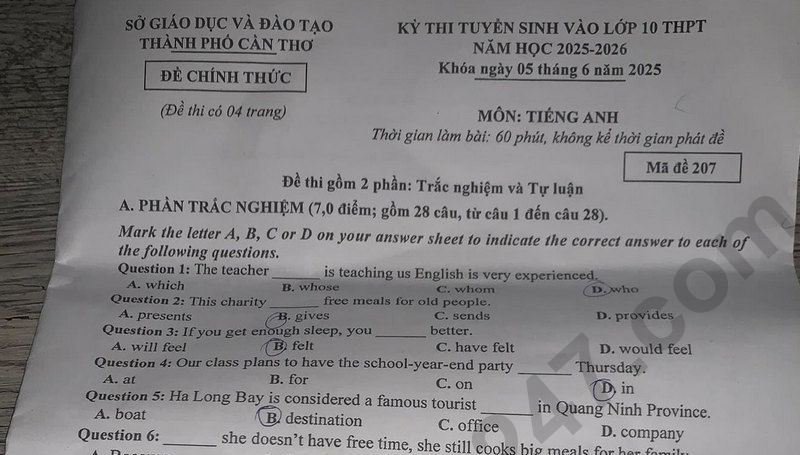 SỞ GIÁO DỤC VÀ ĐÀO TẠO
THÀNH PHỐ CẦN THƠ
ĐỀ CHÍNH THỨC
(Đề thi có 04 trang)
KỲ THI TUYỂN SINH VÀO LỚP 10 THPT
NĂM HỌC 2025-2026
Khóa ngày 05 tháng 6 năm 2025
MÔN: TIẾNG ANH
Thời gian làm bài: 60 phút, không kể thời gian phát đề
Mã đề 207
Đề thi gồm 2 phần: Trắc nghiệm và Tự luận
A. PHẦN TRẮC NGHIỆM (7,0 điểm; gồm 28 câu, từ câu 1 đến câu 28).
Mark the letter A, B, C or D on your answer sheet to indicate the correct answer to each of
the following questions.
Question 1: The teacher ______ is teaching us English is very experienced.
A. which B. whose C. whom D. who
Question 2: This charity ______ free meals for old people.
A. presents B. gives C. sends D. provides
Question 3: If you get enough sleep, you ______ better.
A. will feel B. felt C. have felt D. would feel
Question 4: Our class plans to have the school-year-end party ______ Thursday.
A. at B. for C. on D. in
Question 5: Ha Long Bay is considered a famous tourist ______ in Quang Ninh Province.
A. boat B. destination C. office D. company
Question 6: ______ she doesn't have free time, she still cooks big meals for her family.
247.com